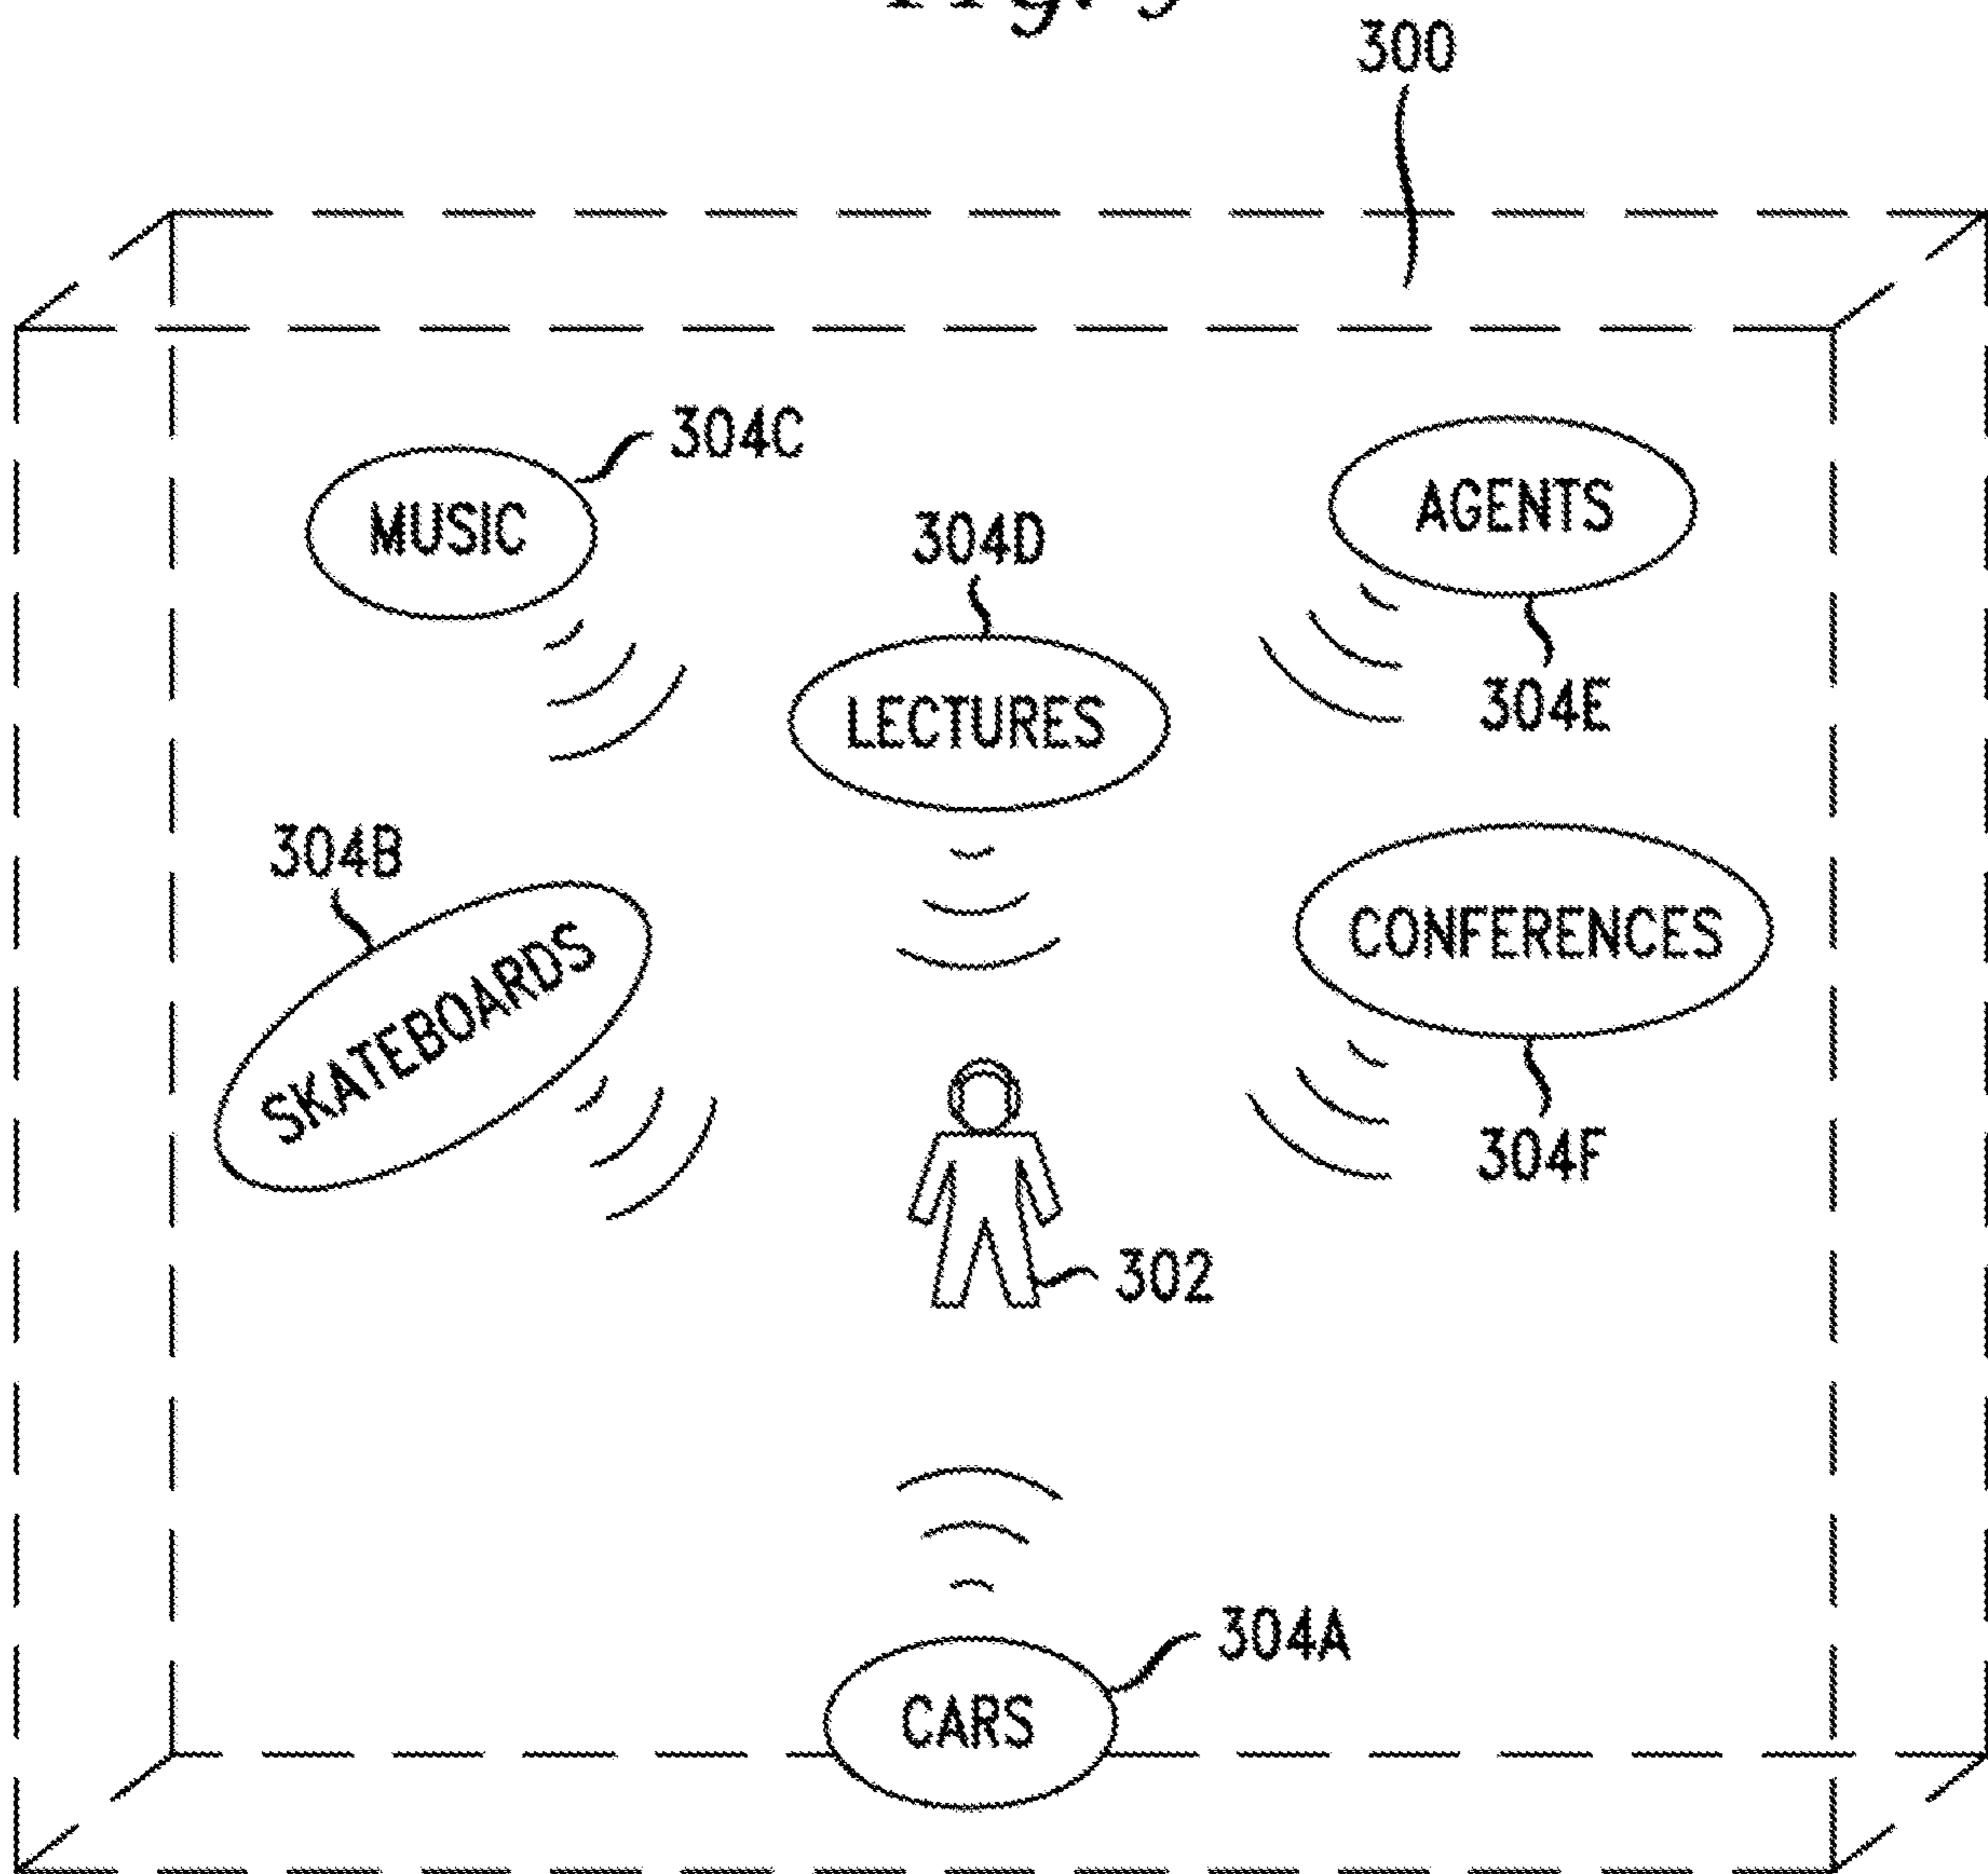 300
304C
MUSIC
AGENTS
304D
304E
LECTURES
304B
CONFERENCES
SKATEBOARDS
304F
302
304A
CARS